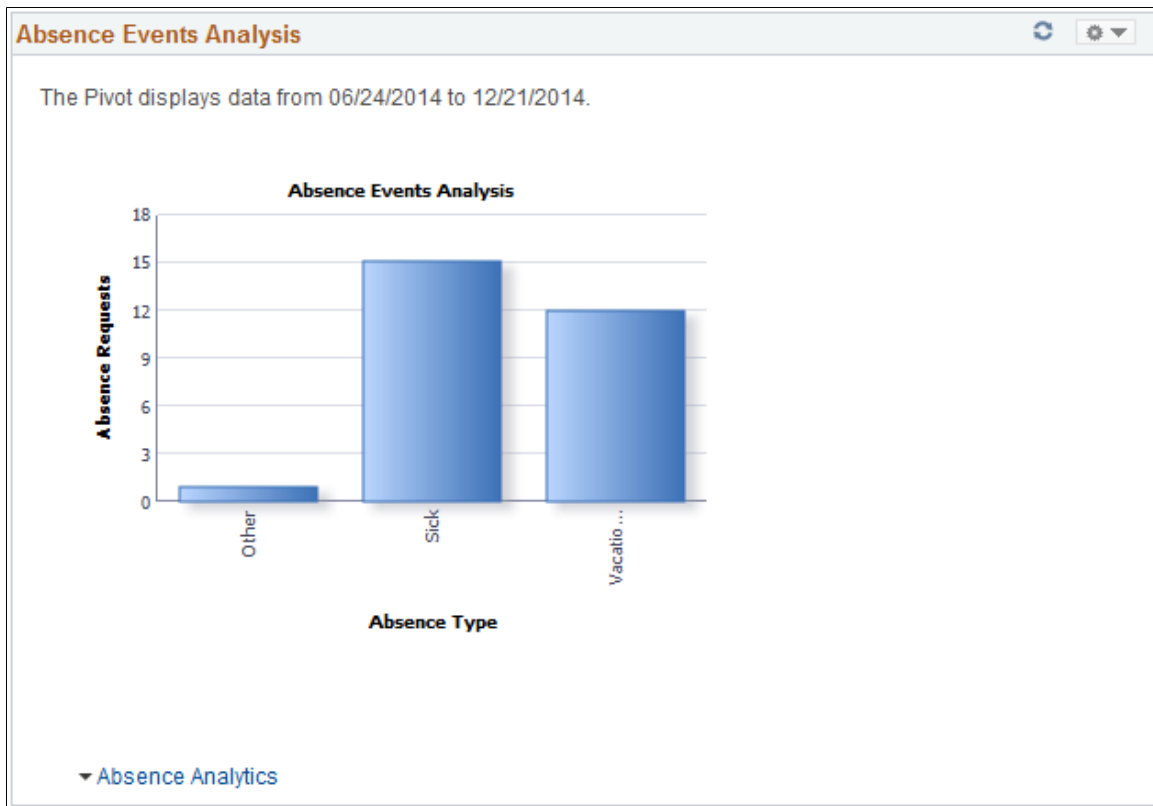 Absence Events Analysis
The Pivot displays data from 06/24/2014 to 12/21/2014.
Absence Events Analysis
18
15
12
9
6
3
0
Absence Requests
Other
Sick
Vacatio ...
Absence Type
Absence Analytics